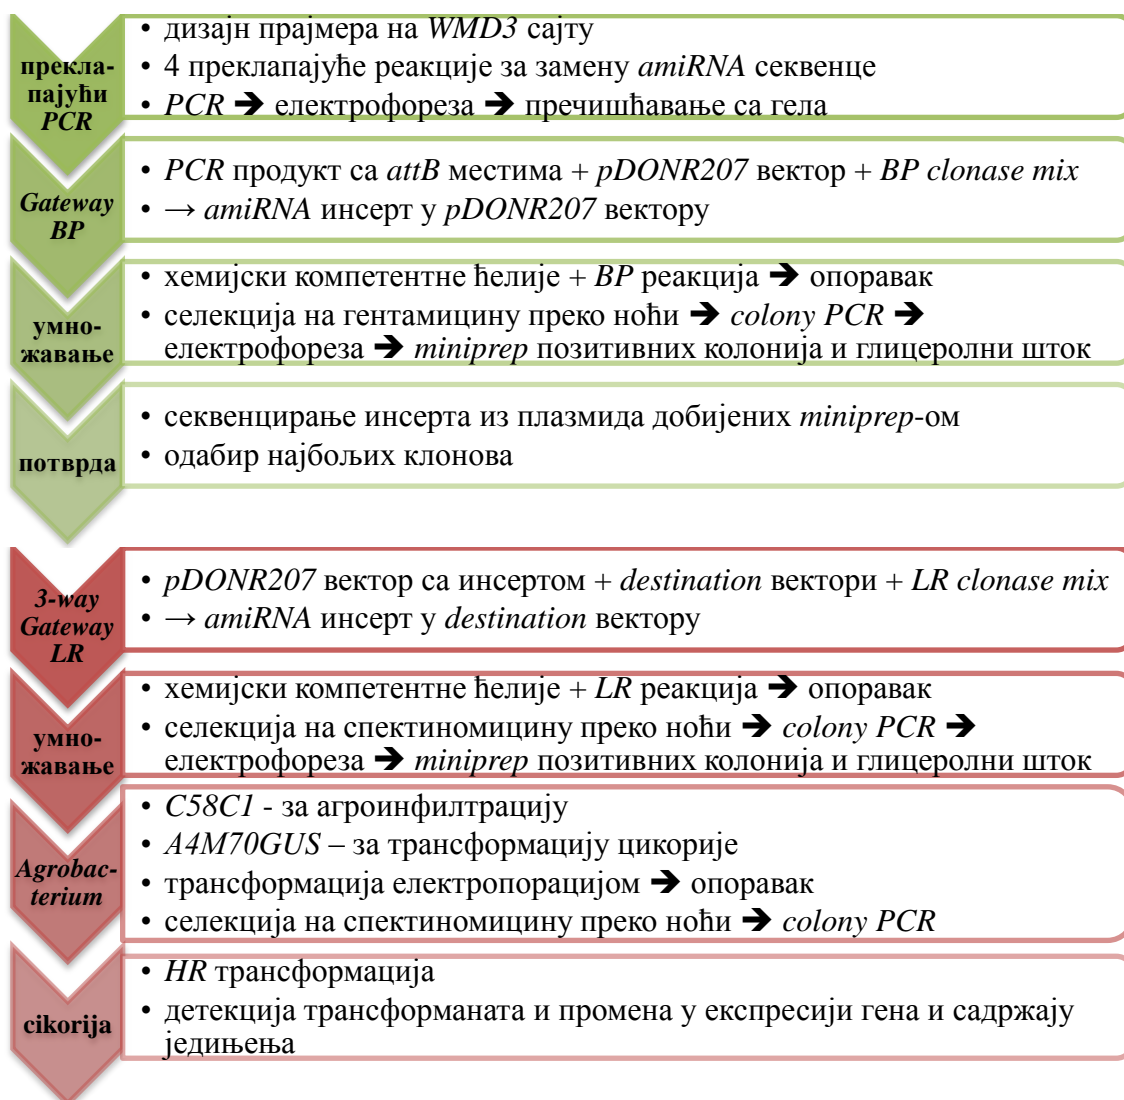 прекла-
пајући
PCR
• дизајн прајмера на WMD3 сајту
• 4 преклапајуће реакције за замену amiRNA секвенце
• PCR ➔ електрофореза ➔ пречишћавање са гела
Gateway
BP
• PCR продукт са attB местима + pDONR207 вектор + BP clonase mix
• → amiRNA инсерт у pDONR207 вектору
умно-
жавање
• хемијски компетентне ћелије + BP реакција ➔ опоравак
• селекција на гентамицину преко ноћи ➔ colony PCR ➔
електрофореза ➔ miniprep позитивних колонија и глицеролни шток
потврда
• секвенцирање инсерта из плазмида добијених miniprep-ом
• одабир најбољих клонова
3-way
Gateway
LR
• pDONR207 вектор са инсертом + destination вектори + LR clonase mix
• → amiRNA инсерт у destination вектору
умно-
жавање
• хемијски компетентне ћелије + LR реакција ➔ опоравак
• селекција на спектиномицину преко ноћи ➔ colony PCR ➔
електрофореза ➔ miniprep позитивних колонија и глицеролни шток
Agrobac-
terium
• C58C1 - за агроинфилтрацију
• A4M70GUS – за трансформацију цикорије
• трансформација електропорацијом ➔ опоравак
• селекција на спектиномицину преко ноћи ➔ colony PCR
cikorija
• HR трансформација
• детекција трансформаната и промена у експресији гена и садржају
једињења